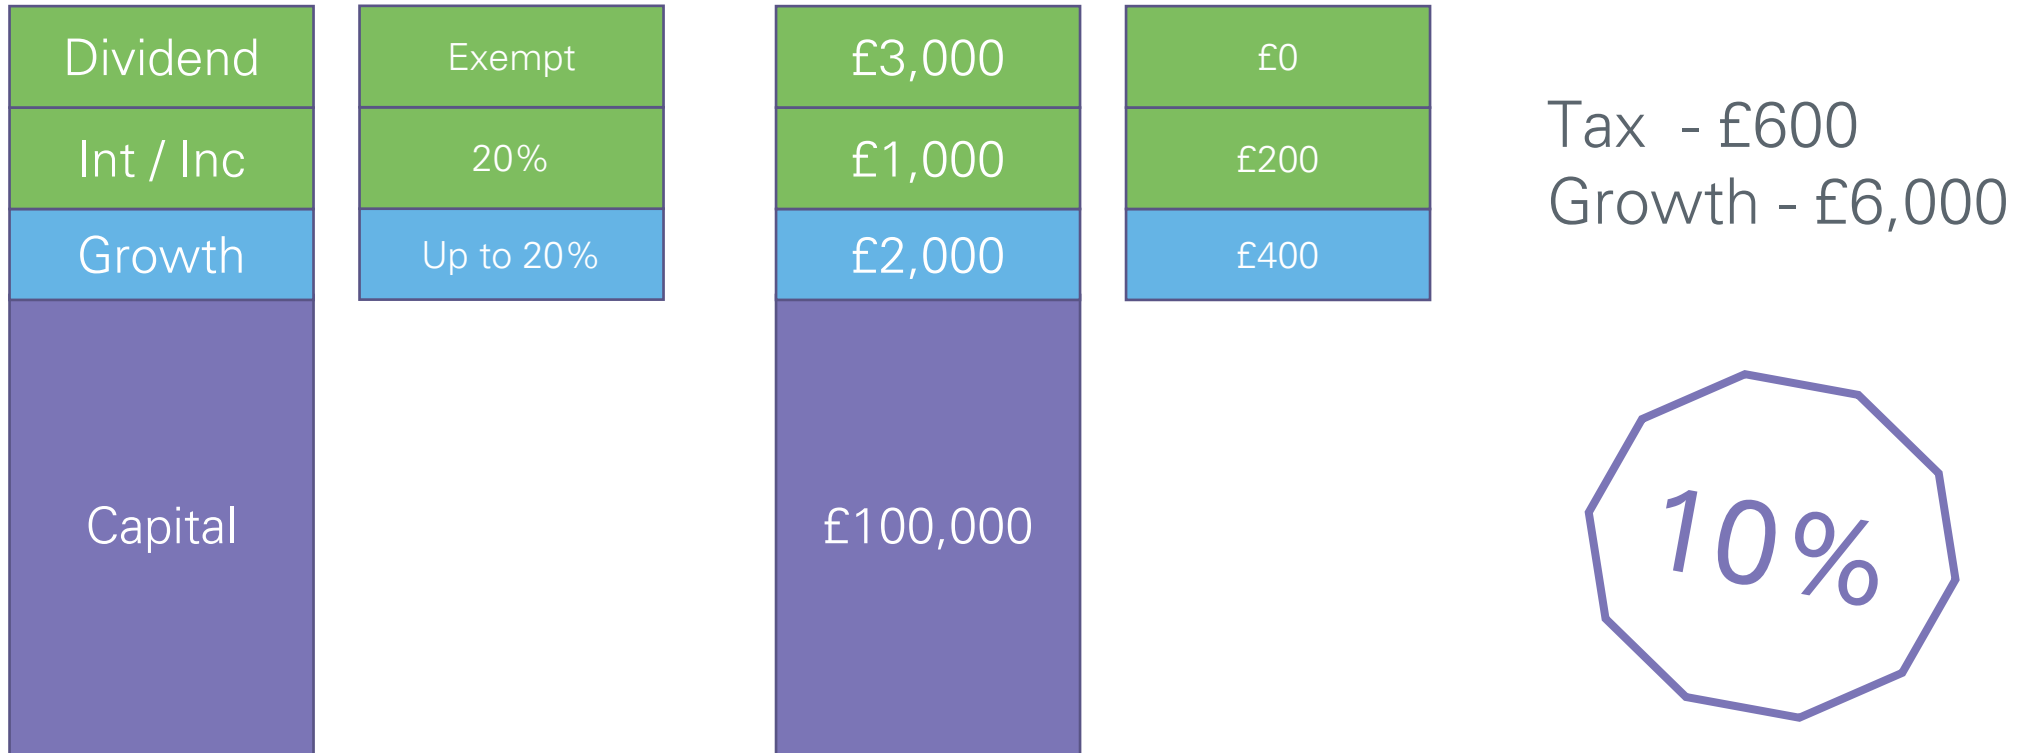 Dividend
Exempt
£3,000
£0
Int / Inc
20%
£1,000
£200
Growth
Up to 20%
£2,000
£400
Capital
£100,000
Tax - £600
Growth - £6,000
10%